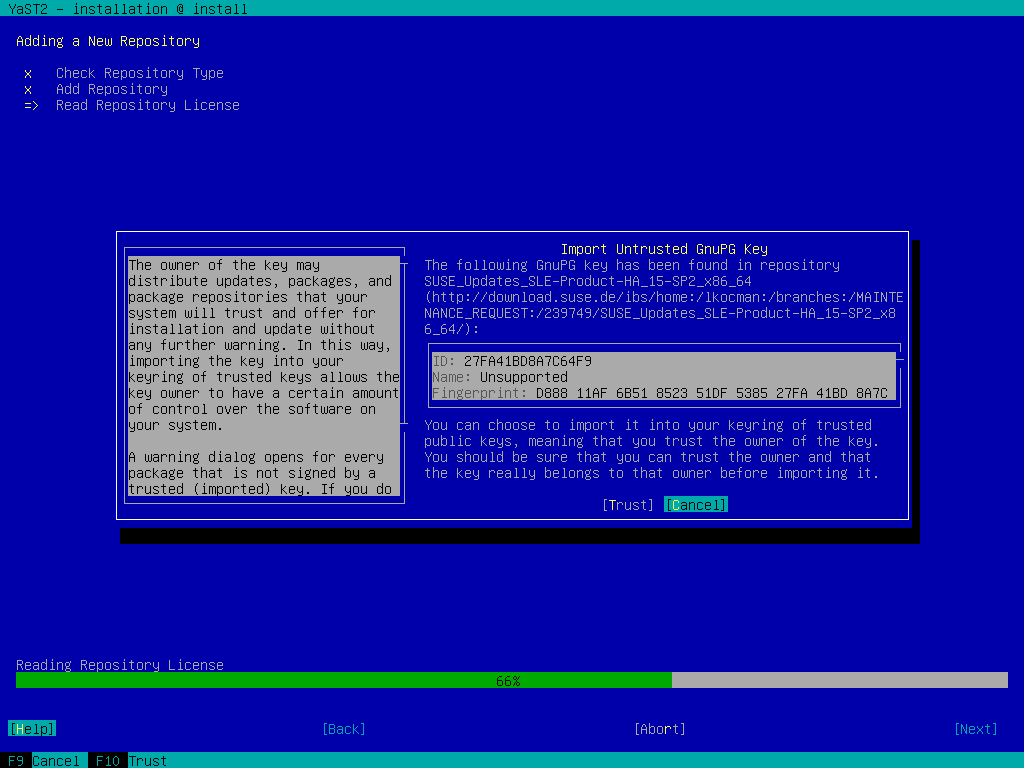 YaST2 - installation @ install
Adding a New Repository
x Check Repository Type
x Add Repository
=> Read Repository License
The owner of the key may
distribute updates, packages, and
package repositories that your
system will trust and offer for
installation and update without
any further warning. In this way,
importing the key into your
keyring of trusted keys allows the
key owner to have a certain amount
of control over the software on
your system.
A warning dialog opens for every
package that is not signed by a
trusted (imported) key. If you do
Import Untrusted GnuPG Key
The following GnuPG key has been found in repository
SUSE_Updates_SLE-Product-HA_15-SP2_x86_64
(http://download.suse.de/ibs/home:/lkocman:/branches:/MAINTE
NANCE_REQUEST:/239749/SUSE_Updates_SLE-Product-HA_15-SP2_x8
6_64/):
ID: 27FA41BD8A7C64F9
Name: Unsupported
Fingerprint: D888 11AF 6B51 8523 51DF 5385 27FA 41BD 8A7C
You can choose to import it into your keyring of trusted
public keys, meaning that you trust the owner of the key.
You should be sure that you can trust the owner and that
the key really belongs to that owner before importing it.
[Trust] [Cancel]
Reading Repository License
66%
[Help] [Back] [Abort] [Next]
F9 Cancel F10 Trust